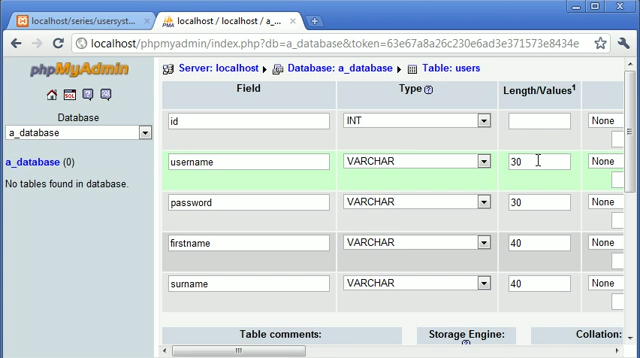 localhost/series/usersyst...
localhost / localhost / a_...
localhost/phpmyadmin/index.php?db=a_database&token=63e67a8a26c230e6ad3e371573e8434e
phpMyAdmin
Server: localhost
Database: a_database
Table: users
SQL
Database
a_database
a_database (0)
No tables found in database.
Field
Type
Length/Values1
id
INT
None
username
VARCHAR
30
None
password
VARCHAR
30
None
firstname
VARCHAR
40
None
surname
VARCHAR
40
None
Table comments:
Storage Engine:
Collation: